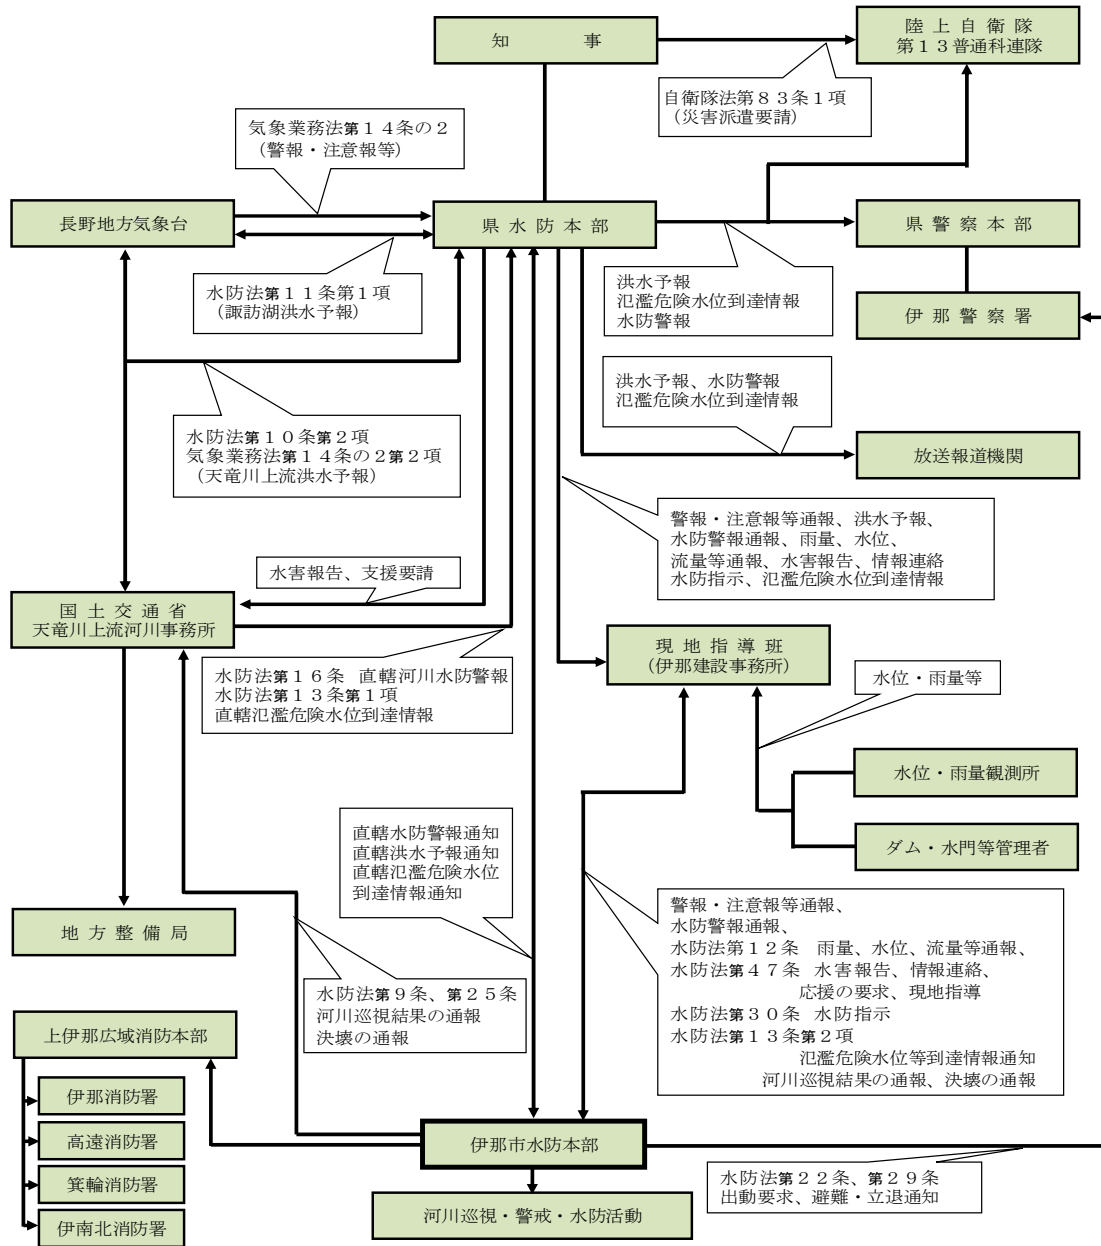 知　　事
陸上自衛隊
第１３普通科連隊
自衛隊法第８３条１項
（災害派遣要請）
気象業務法第１４条の２
（警報・注意報等）
長野地方気象台
県水防本部
県警察本部
水防法第１１条第１項
（諏訪湖洪水予報）
洪水予報
氾濫危険水位到達情報
水防警報
伊那警察署
洪水予報、水防警報
氾濫危険水位到達情報
水防法第１０条第２項
気象業務法第１４条の２第２項
（天竜川上流洪水予報）
放送報道機関
警報・注意報等通報、洪水予報、
水防警報通報、雨量、水位、
流量等通報、水害報告、情報連絡
水防指示、氾濫危険水位到達情報
水害報告、支援要請
国土交通省
天竜川上流河川事務所
現地指導班
（伊那建設事務所）
水防法第１６条　直轄河川水防警報
水防法第１３条第１項
直轄氾濫危険水位到達情報
水位・雨量等
水位・雨量観測所
直轄水防警報通知
直轄洪水予報通知
直轄氾濫危険水位
到達情報通知
ダム・水門等管理者
地方整備局
警報・注意報等通報、
水防警報通報、
水防法第１２条　雨量、水位、流量等通報、
水防法第４７条　水害報告、情報連絡、
応援の要求、現地指導
水防法第３０条　水防指示
水防法第１３条第２項
氾濫危険水位等到達情報通知
河川巡視結果の通報、決壊の通報
水防法第９条、第２５条
河川巡視結果の通報
決壊の通報
上伊那広域消防本部
伊那消防署
高遠消防署
箕輪消防署
伊南北消防署
伊那市水防本部
水防法第２２条、第２９条
出動要求、避難・立退通知
河川巡視・警戒・水防活動